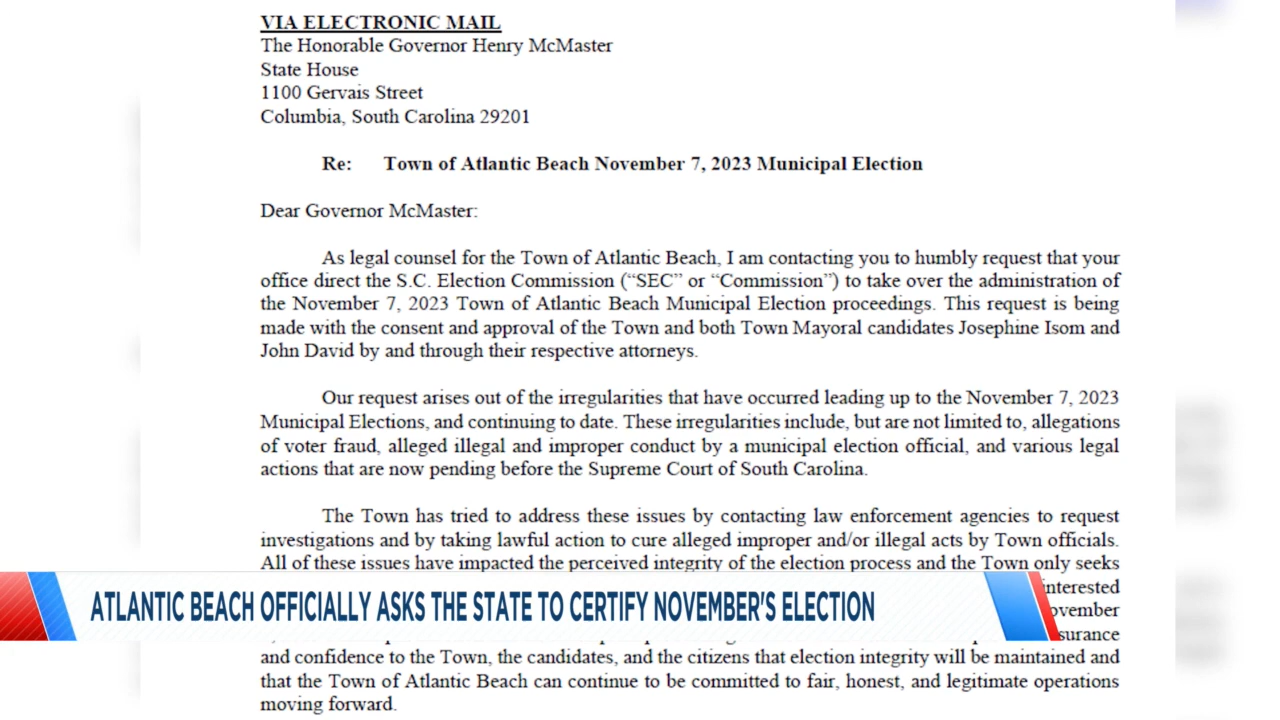 VIA ELECTRONIC MAIL
The Honorable Governor Henry McMaster
State House
1100 Gervais Street
Columbia, South Carolina 29201
Re: Town of Atlantic Beach November 7, 2023 Municipal Election
Dear Governor McMaster:
As legal counsel for the Town of Atlantic Beach, I am contacting you to humbly request that your
office direct the S.C. Election Commission (“SEC” or “Commission”) to take over the administration of
the November 7, 2023 Town of Atlantic Beach Municipal Election proceedings. This request is being
made with the consent and approval of the Town and both Town Mayoral candidates Josephine Isom and
John David by and through their respective attorneys.
Our request arises out of the irregularities that have occurred leading up to the November 7, 2023
Municipal Elections, and continuing to date. These irregularities include, but are not limited to, allegations
of voter fraud, alleged illegal and improper conduct by a municipal election official, and various legal
actions that are now pending before the Supreme Court of South Carolina.
The Town has tried to address these issues by contacting law enforcement agencies to request
investigations and by taking lawful action to cure alleged improper and/or illegal acts by Town officials.
All of these issues have impacted the perceived integrity of the election process and the Town only seeks
nterested
ATLANTIC BEACH OFFICIALLY ASKS THE STATE TO CERTIFY NOVEMBER'S ELECTION
ovember
surance
and confidence to the Town, the candidates, and the citizens that election integrity will be maintained and
that the Town of Atlantic Beach can continue to be committed to fair, honest, and legitimate operations
moving forward.